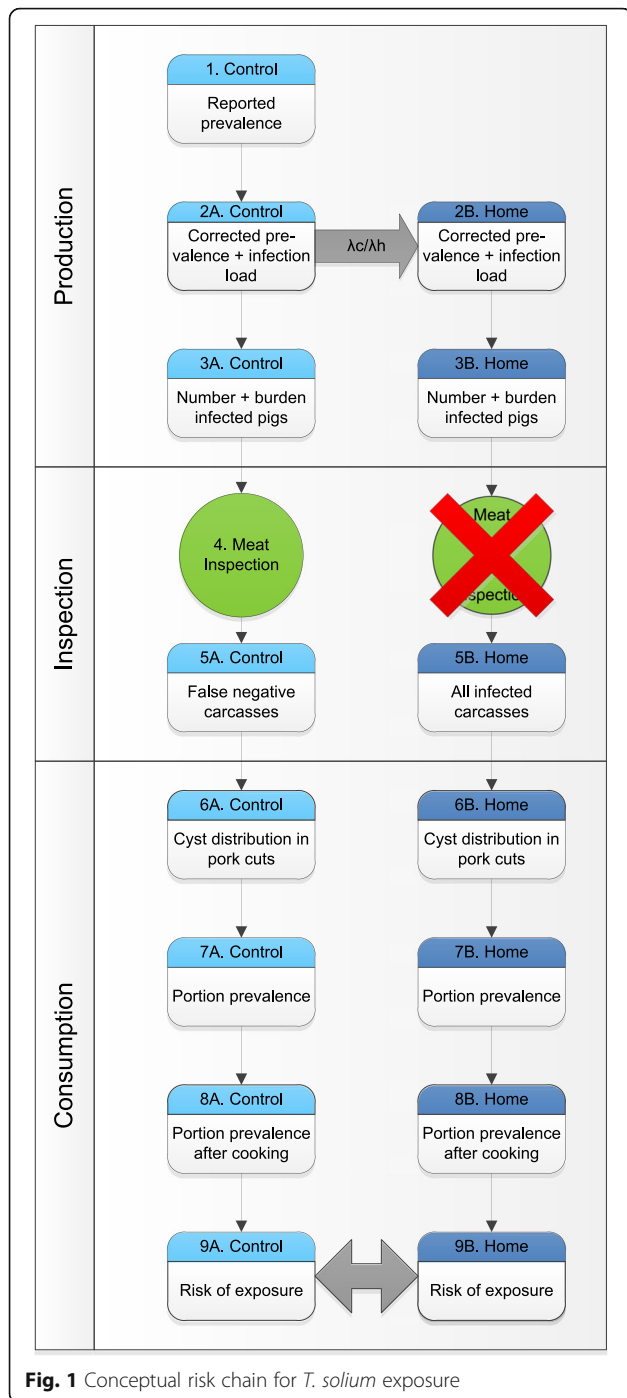 Production
1. Control
Reported
prevalence
2A. Control
Corrected pre-
valence + infection
load
λc/λh
2B. Home
Corrected pre-
valence + infection
load
3A. Control
Number + burden
infected pigs
3B. Home
Number + burden
infected pigs
Inspection
4. Meat
Inspection
Meat
5A. Control
False negative
carcasses
5B. Home
All infected
carcasses
Consumption
6A. Control
Cyst distribution in
pork cuts
6B. Home
Cyst distribution in
pork cuts
7A. Control
Portion prevalence
7B. Home
Portion prevalence
8A. Control
Portion prevalence
after cooking
8B. Home
Portion prevalence
after cooking
9A. Control
Risk of exposure
9B. Home
Risk of exposure
Fig. 1 Conceptual risk chain for T. solium exposure